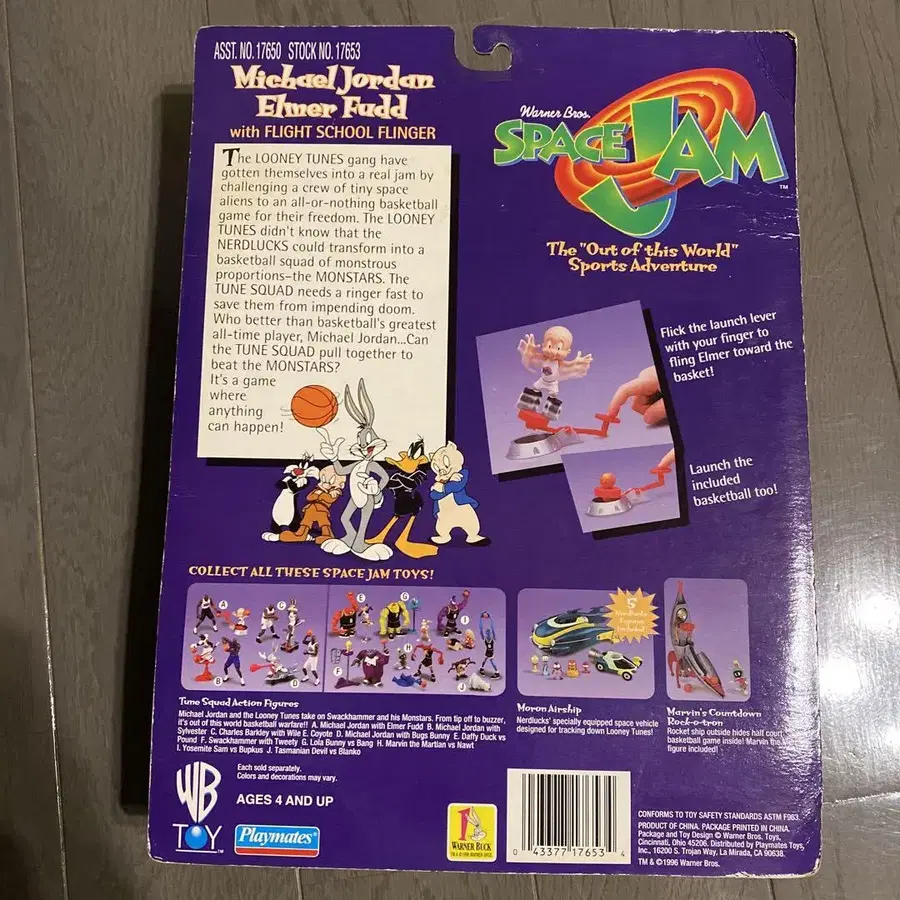 ASST. NO. 17650 STOCK NO. 17653
Michael Jordan
Elmer Fudd
with FLIGHT SCHOOL FLINGER
The LOONEY TUNES gang have
gotten themselves into a real jam by
challenging a crew of tiny space
aliens to an all-or-nothing basketball
game for their freedom. The LOONEY
TUNES didn't know that the
NERDLUCKS could transform into a
basketball squad of monstrous
proportions–the MONSTARS. The
TUNE SQUAD needs a ringer fast to
save them from impending doom.
Who better than basketball's greatest
all-time player, Michael Jordan...Can
the TUNE SQUAD pull together to
beat the MONSTARS?
It's a game
where
anything
can happen!
Warner Bros.
SPACE JAM
TM
The "Out of this World"
Sports Adventure
Flick the launch lever
with your finger to
fling Elmer toward the
basket!
Launch the
included
basketball too!
COLLECT ALL THESE SPACE JAM TOYS!
A
B
C
D
E
F
G
H
I
J
5
Nerdlucks
Figures
Included
Tune Squad Action Figures
Michael Jordan and the Looney Tunes take on Swackhammer and his Monstars. From tip off to buzzer,
it's out of this world basketball warfare!! A. Michael Jordan with Elmer Fudd B. Michael Jordan with
Sylvester C. Charles Barkley with Wile E. Coyote D. Michael Jordan with Bugs Bunny E. Daffy Duck vs
Pound F. Swackhammer with Tweety G. Lola Bunny vs Bang H. Marvin the Martian vs Nawt
I. Yosemite Sam vs Bupkus J. Tasmanian Devil vs Blanko
Moron Airship
Nerdlucks' specially equipped space vehicle
designed for tracking down Looney Tunes!
Marvin's Countdown
Rock-o-tron
Rocket ship outside hides half court
basketball game inside! Marvin the
figure included!
Each sold separately.
Colors and decorations may vary.
AGES 4 AND UP
WB
TOY
TM
Playmates
1
WARNER BUCK
0 43377 17653 4
CONFORMS TO TOY SAFETY STANDARDS ASTM F963.
PRODUCT OF CHINA. PACKAGE PRINTED IN CHINA.
Package and Toy Design © Warner Bros. Toys,
Cincinnati, Ohio 45206. Distributed by Playmates Toys,
Inc., 16200 S. Trojan Way, La Mirada, CA 90638.
TM & ©1996 Warner Bros.